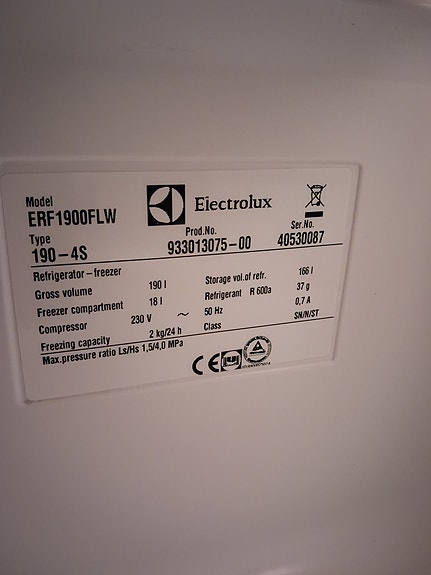 Model
ERF1900FLW
Electrolux
Type
190-4S
Prod.No.
933013075-00
Ser.No.
40530087
Refrigerator-freezer
Gross volume 190 l Storage vol.of refr. 166 l
Freezer compartment 18 l Refrigerant R 600a 37 g
Compressor 230 V ~ 50 Hz 0,7 A
Freezing capacity 2 kg/24 h Class SN/N/ST
Max.pressure ratio Ls/Hs 1,5/4,0 MPa
CE